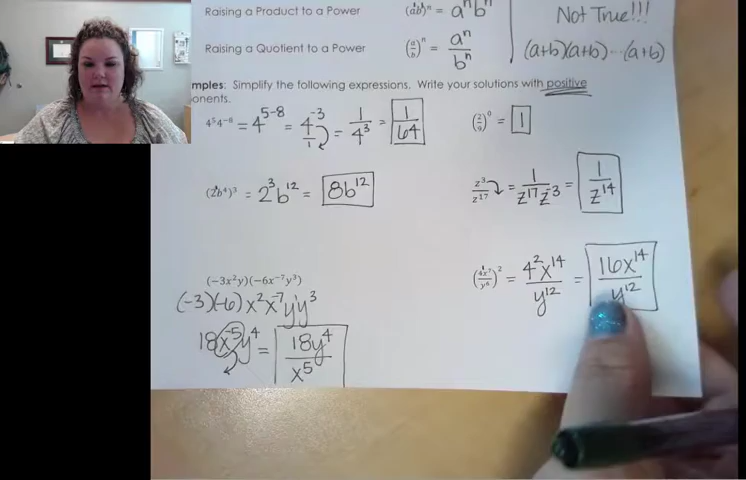 Raising a Product to a Power (ab)ⁿ = aⁿbⁿ
Not True!!!
Raising a Quotient to a Power (a/b)ⁿ = aⁿ/bⁿ
(a+b)(a+b)···(a+b)
mples: Simplify the following expressions. Write your solutions with positive
onents.
4⁵4⁻⁸ = 4⁵⁻⁸ = 4⁻³/1 = 1/4³ = 1/64
(2/9)⁰ = 1
(2b⁴)³ = 2³b¹² = 8b¹²
z³/z¹⁷ = 1/z¹⁷z⁻³ = 1/z¹⁴
(-3x²y)(-6x⁻⁷y³)
(-3)(-6)x²x⁻⁷y¹y³
18x⁻⁵y⁴ = 18y⁴/x⁵
(4x⁷/y⁶)² = 4²x¹⁴/y¹² = 16x¹⁴/y¹²